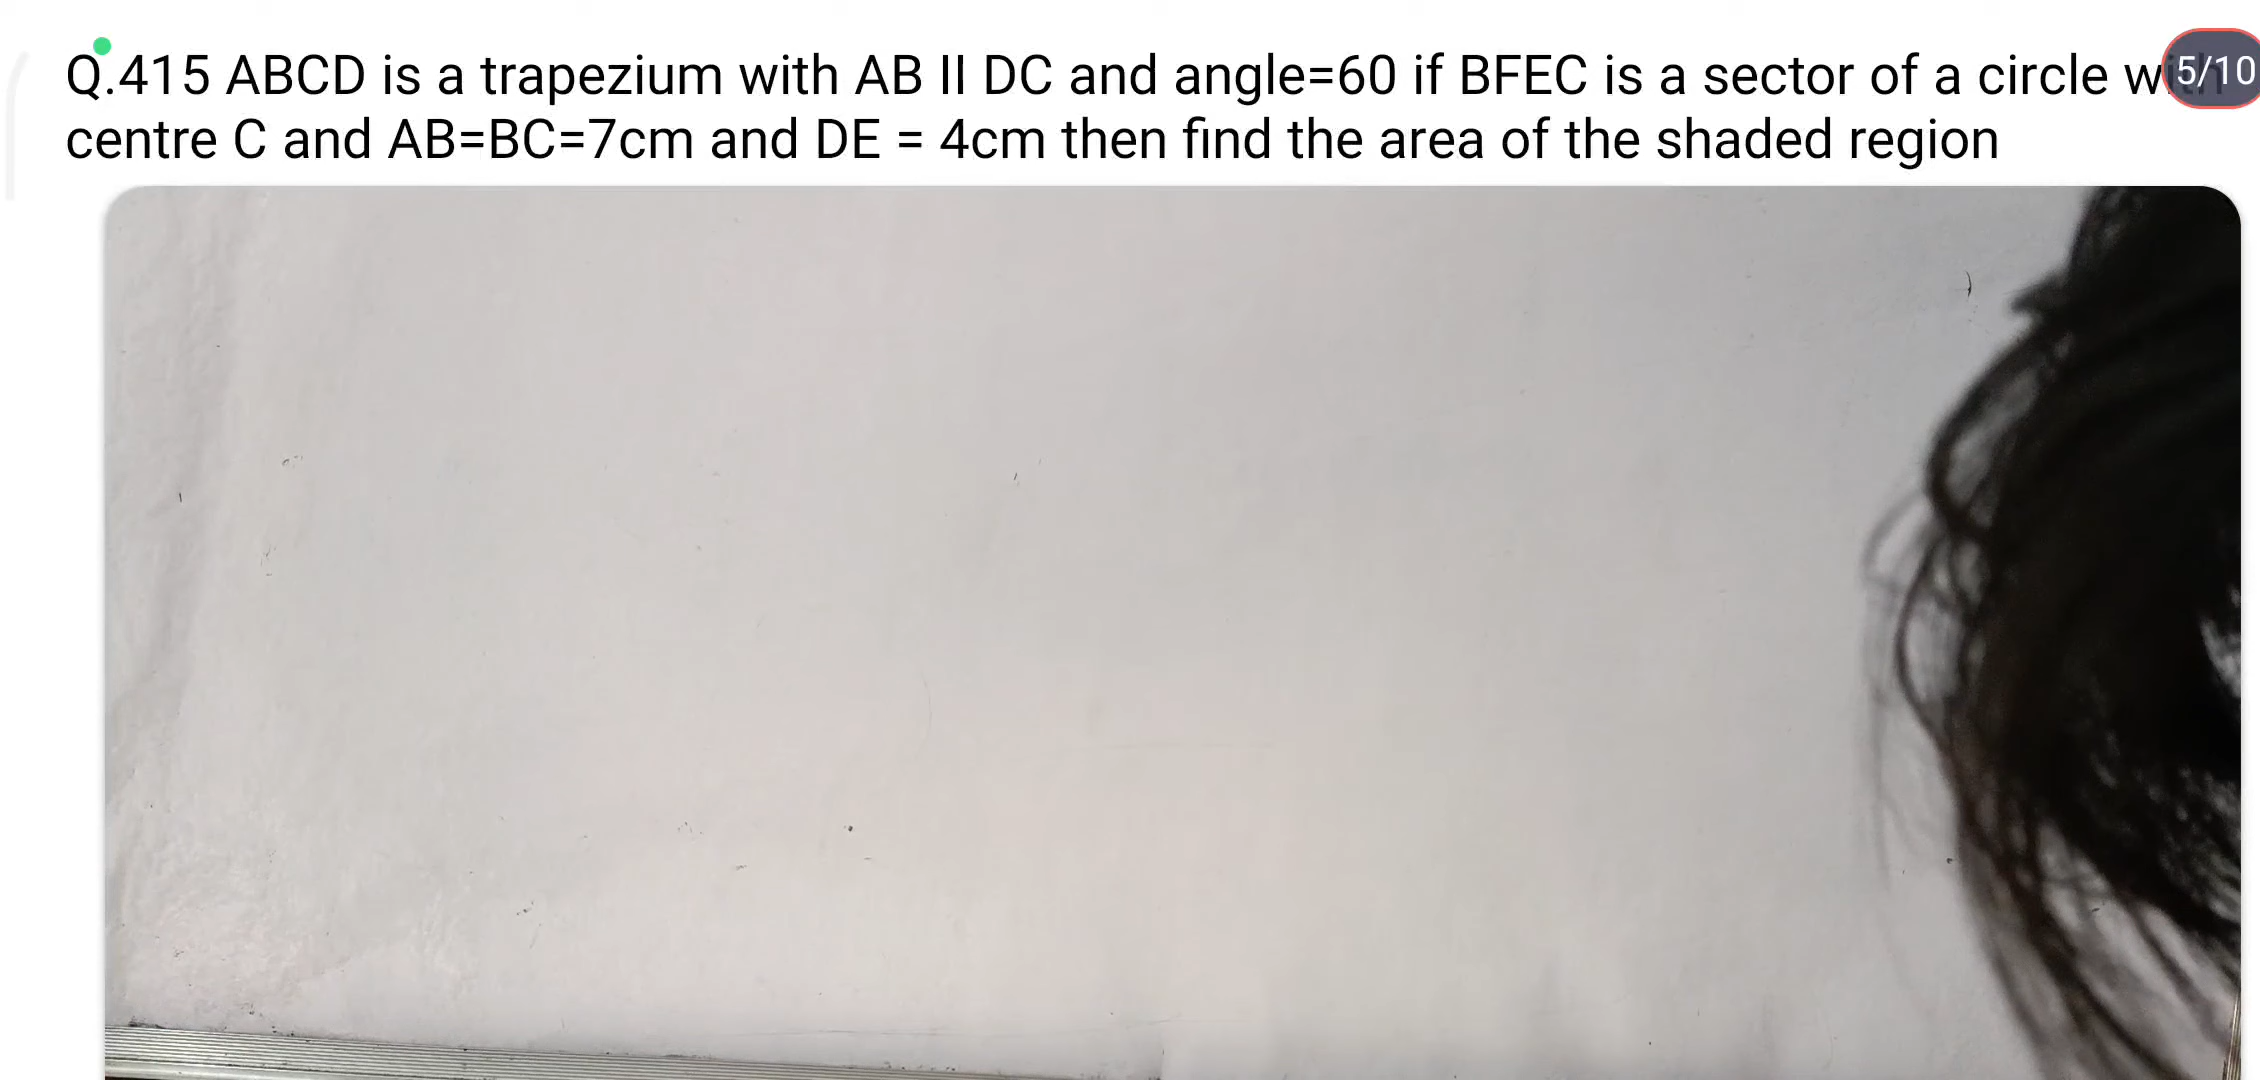 Q.415 ABCD is a trapezium with AB II DC and angle=60 if BFEC is a sector of a circle with
5/10
centre C and AB=BC=7cm and DE = 4cm then find the area of the shaded region